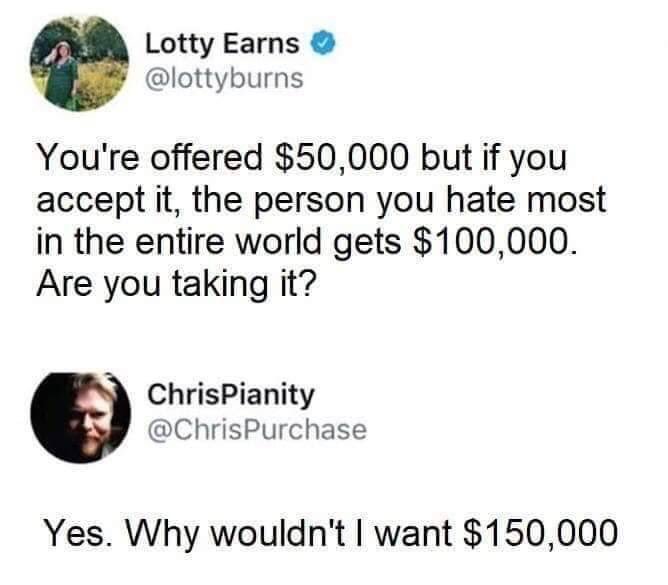 Lotty Earns
@lottyburns
You're offered $50,000 but if you
accept it, the person you hate most
in the entire world gets $100,000.
Are you taking it?
ChrisPianity
@ChrisPurchase
Yes. Why wouldn't I want $150,000